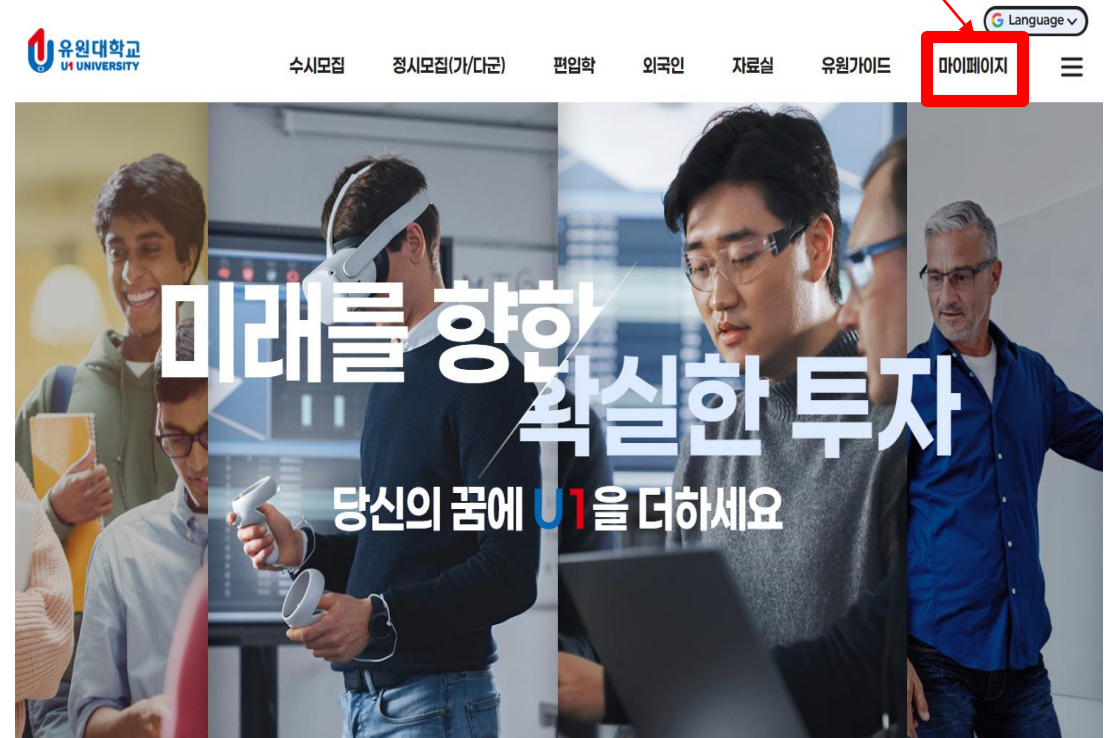 Language
유원대학교
U1 UNIVERSITY
수시모집 정시모집(가/다군) 편입학 외국인 자료실 유원가이드 마이페이지
미래를 향한
확실한 투자
당신의 꿈에 U1을 더하세요